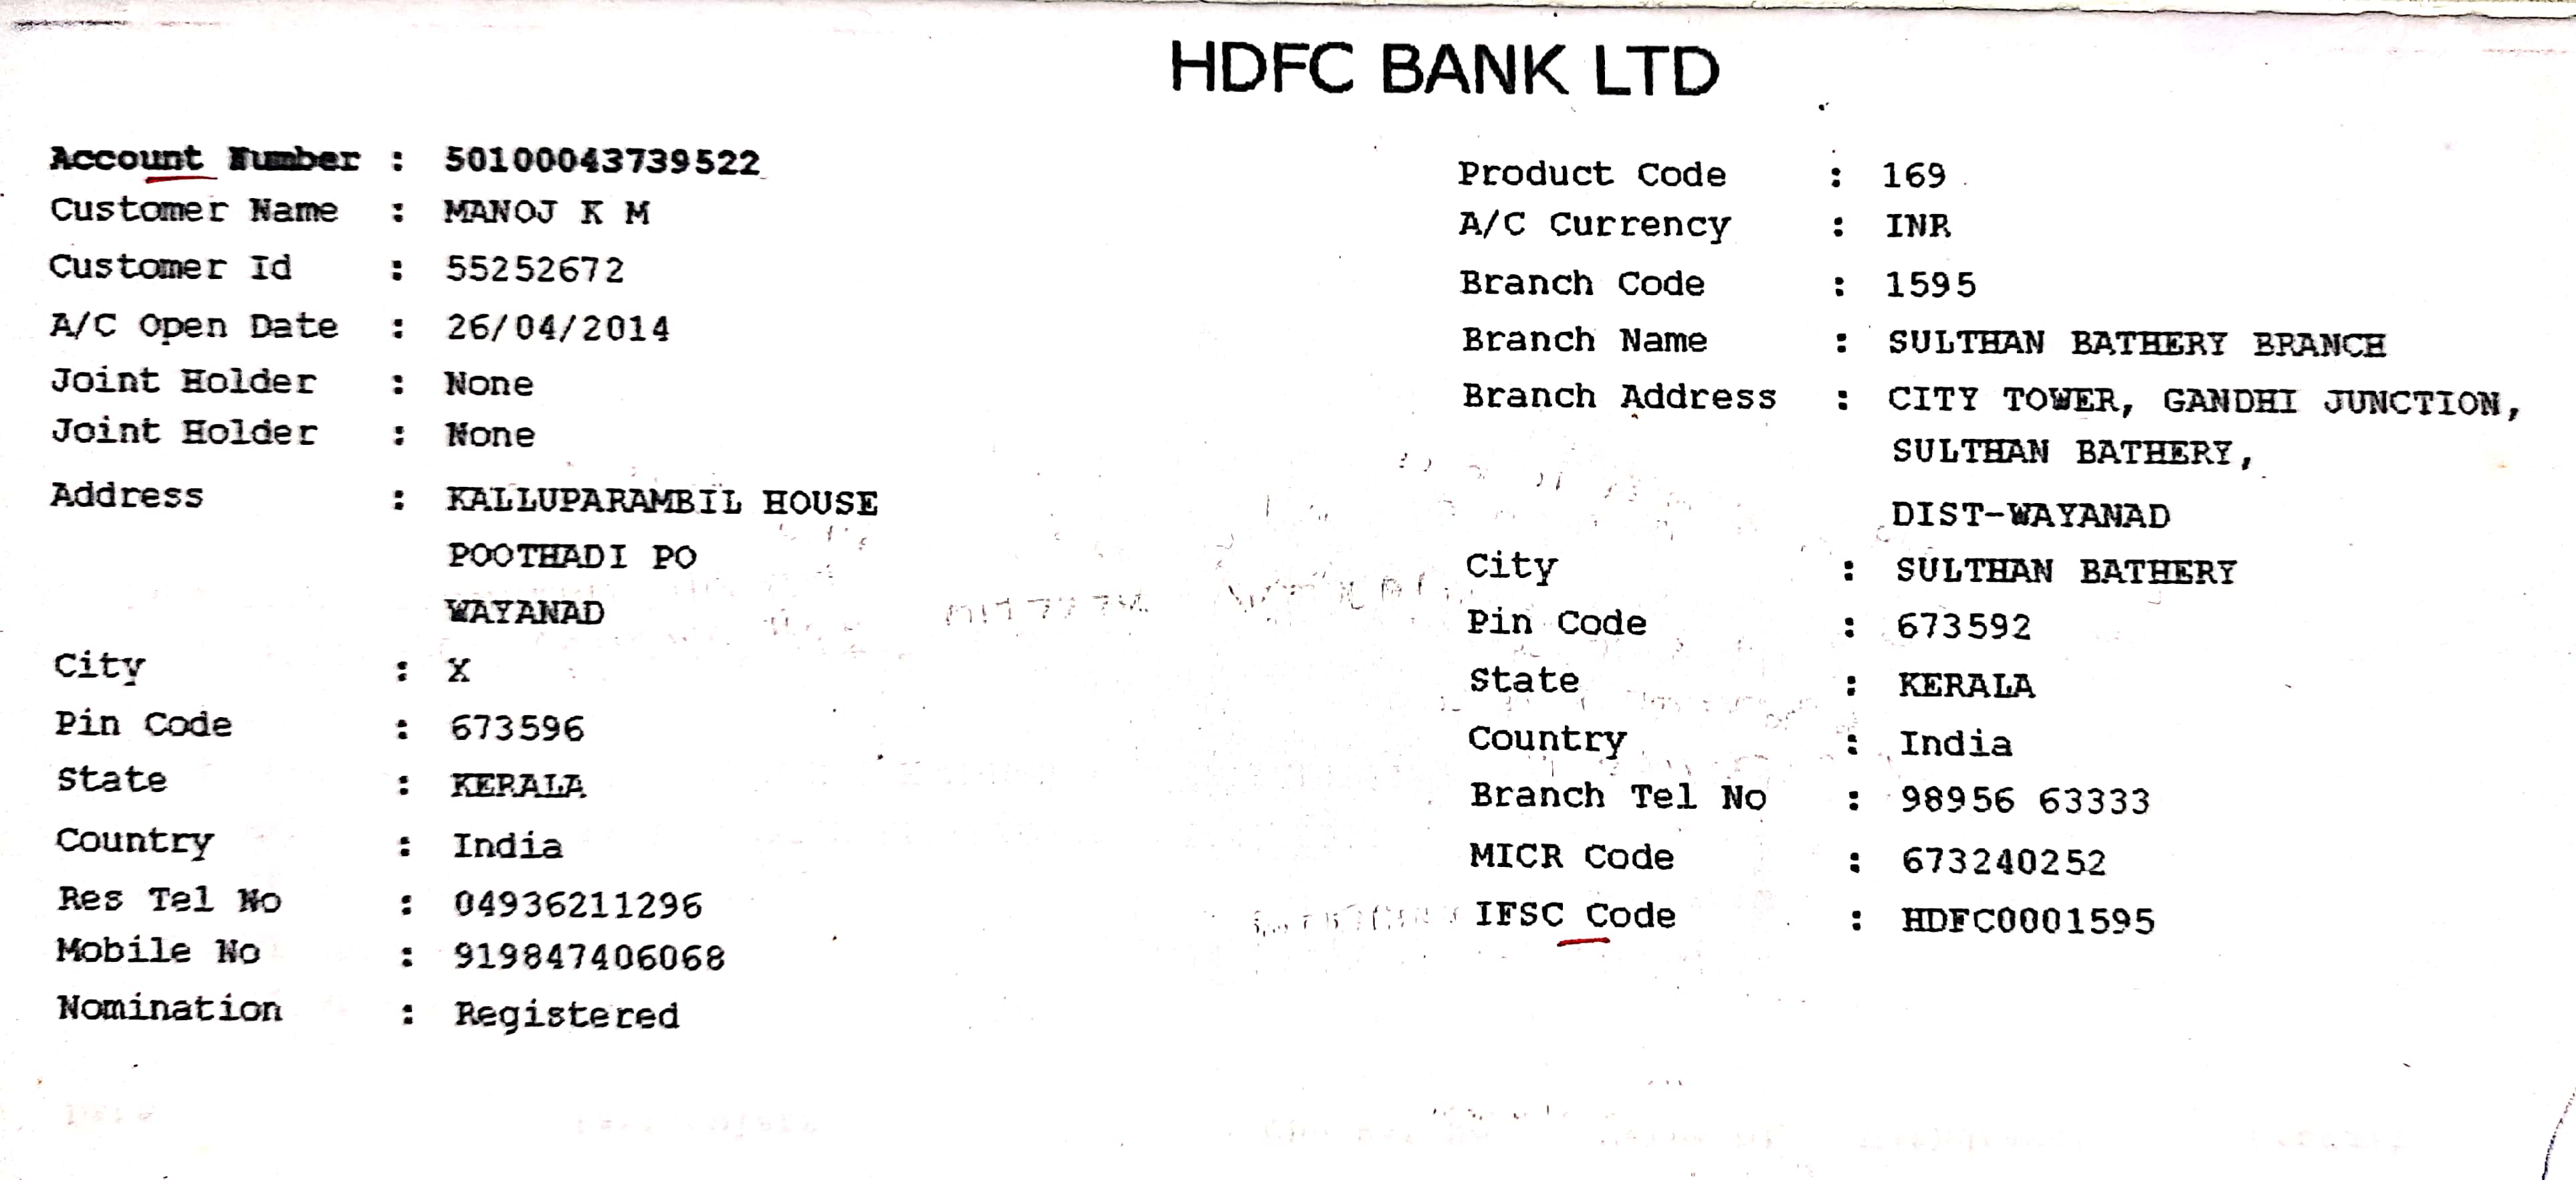 HDFC BANK LTD
Account Number : 50100043739522
Customer Name : MANOJ K M
Customer Id : 55252672
A/C Open Date : 26/04/2014
Joint Holder : None
Joint Holder : None
Address : KALLUPARAMBIL HOUSE
POOTHADI PO
WAYANAD
City : X
Pin Code : 673596
State : KERALA
Country : India
Res Tel No : 04936211296
Mobile No : 919847406068
Nomination : Registered
Product Code : 169
A/C Currency : INR
Branch Code : 1595
Branch Name : SULTHAN BATHERY BRANCH
Branch Address : CITY TOWER, GANDHI JUNCTION,
SULTHAN BATHERY,
DIST-WAYANAD
City : SULTHAN BATHERY
Pin Code : 673592
State : KERALA
Country : India
Branch Tel No : 98956 63333
MICR Code : 673240252
IFSC Code : HDFC0001595